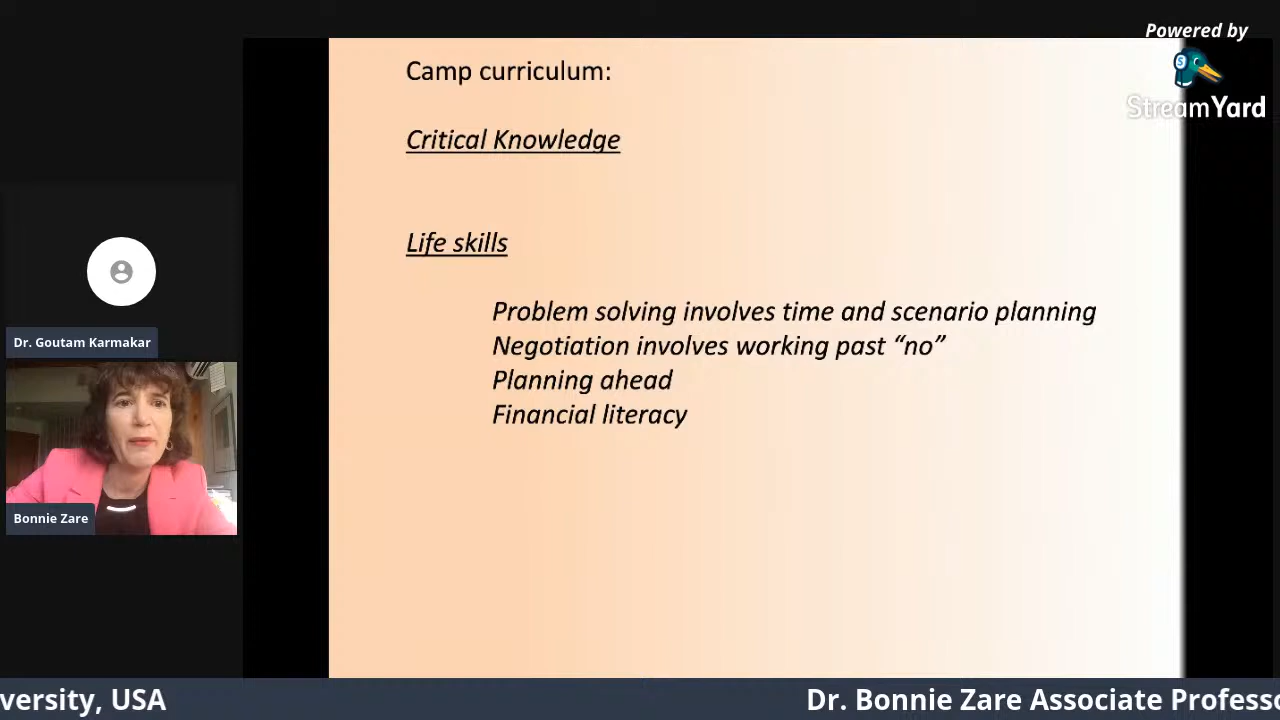 Powered by
StreamYard
Camp curriculum:
Critical Knowledge
Life skills
Problem solving involves time and scenario planning
Negotiation involves working past “no”
Planning ahead
Financial literacy
Dr. Goutam Karmakar
Bonnie Zare
versity, USA
Dr. Bonnie Zare Associate Professo